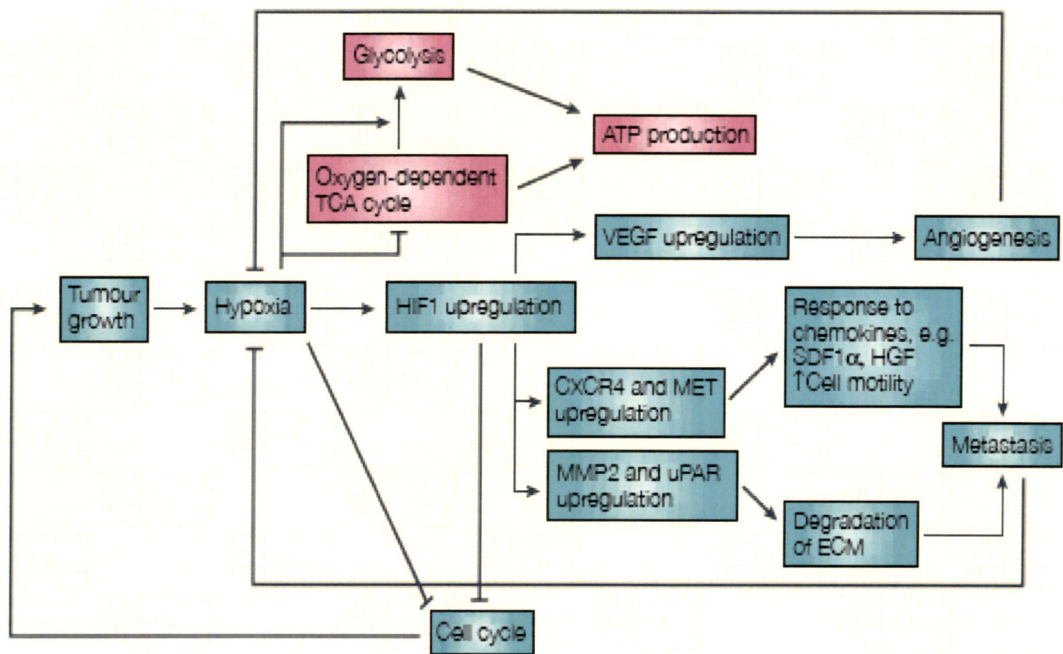 Glycolysis
ATP production
Oxygen-dependent
TCA cycle
VEGF upregulation
Angiogenesis
Tumour
growth
Hypoxia
HIF1 upregulation
Response to
chemokines, e.g.
SDF1α, HGF
↑Cell motility
CXCR4 and MET
upregulation
Metastasis
MMP2 and uPAR
upregulation
Degradation
of ECM
Cell cycle